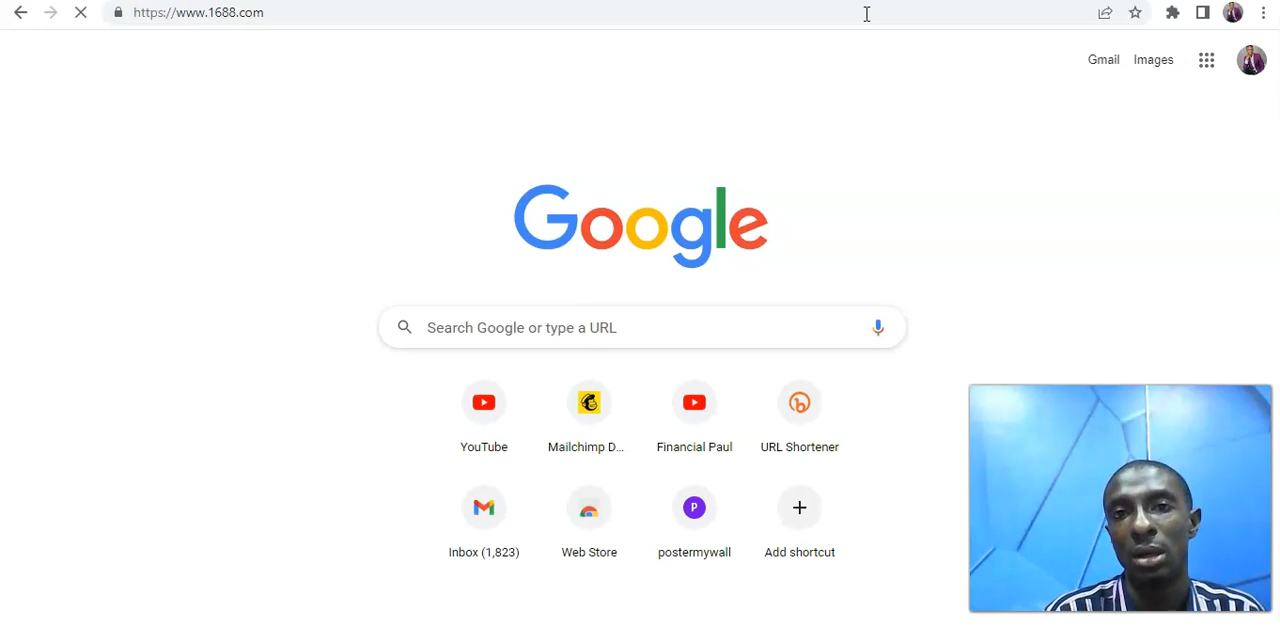 https://www.1688.com
Gmail Images
Google
Search Google or type a URL
YouTube Mailchimp D... Financial Paul URL Shortener
P
Inbox (1,823) Web Store postermywall Add shortcut